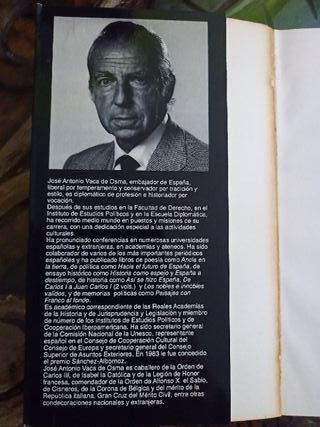 José Antonio Vaca de Osma, embajador de España,
liberal por temperamento y conservador por tradición y
estilo, es diplomático de profesión e historiador por
vocación.
Después de sus estudios en la Facultad de Derecho, en el
Instituto de Estudios Políticos y en la Escuela Diplomática,
ha recorrido medio mundo en puestos y misiones de su
carrera, con una dedicación especial a las actividades
culturales.
Ha pronunciado conferencias en numerosas universidades
españolas y extranjeras, en academias y ateneos. Ha sido
colaborador de varios de los más importantes periódicos
españoles y ha publicado libros de poesía como Ancla en
la tierra, de política como Hacia el futuro de España, de
ensayo histórico como Historia como espejo y España a
destiempo, de historia como Así se hizo España, De
Carlos I a Juan Carlos I (2 vols.) y Los nobles e innobles
validos, y de memorias políticas como Paisajes con
Franco al fondo.
Es académico correspondiente de las Reales Academias
de la Historia y de Jurisprudencia y Legislación y miembro
de número de los institutos de Estudios Políticos y de
Cooperación Iberoamericana. Ha sido secretario general
de la Comisión Nacional de la Unesco, representante
español en el Consejo de Cooperación Cultural del
Consejo de Europa y secretario general del Consejo
Superior de Asuntos Exteriores. En 1983 le fue concedido
el premio Sánchez-Albornoz.
José Antonio Vaca de Osma, es caballero de la Orden de
Carlos III, de Isabel la Católica y de la Legión de Honor
francesa, comendador de la Orden de Alfonso X el Sabio,
de Cisneros, de la Corona de Bélgica y del mérito de la
República italiana, Gran Cruz del Mérito Civil, entre otras
condecoraciones nacionales y extranjeras.